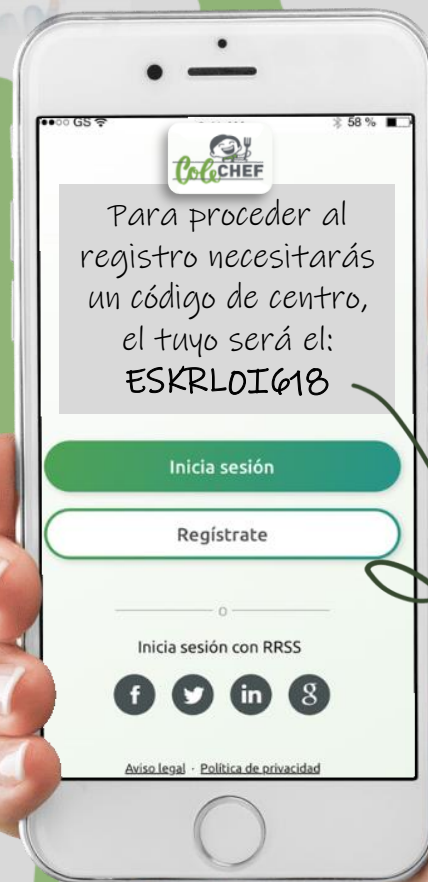 GS 58 %
ColeCHEF
Para proceder al
registro necesitarás
un código de centro,
el tuyo será el:
ESKRLOI618
Inicia sesión
Regístrate
o
Inicia sesión con RRSS
f in g
Aviso legal · Política de privacidad